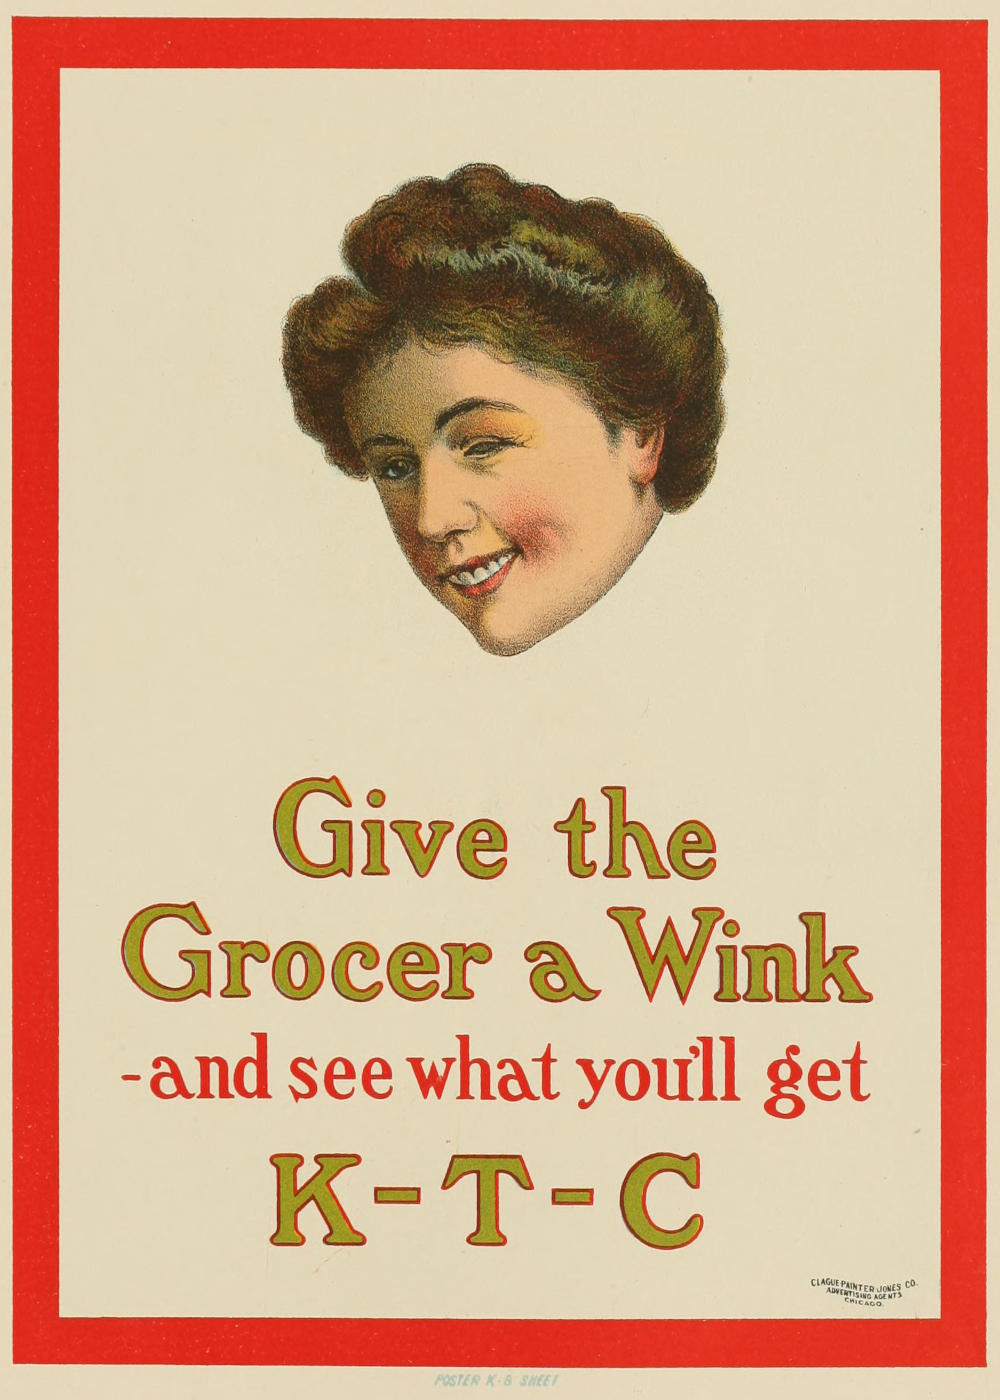 Give the
Grocer a Wink
-and see what you'll get
K-T-C
CLAGUE-PAINTER JONES CO.
ADVERTISING AGENTS
CHICAGO.
POSTER K-8 SHEET